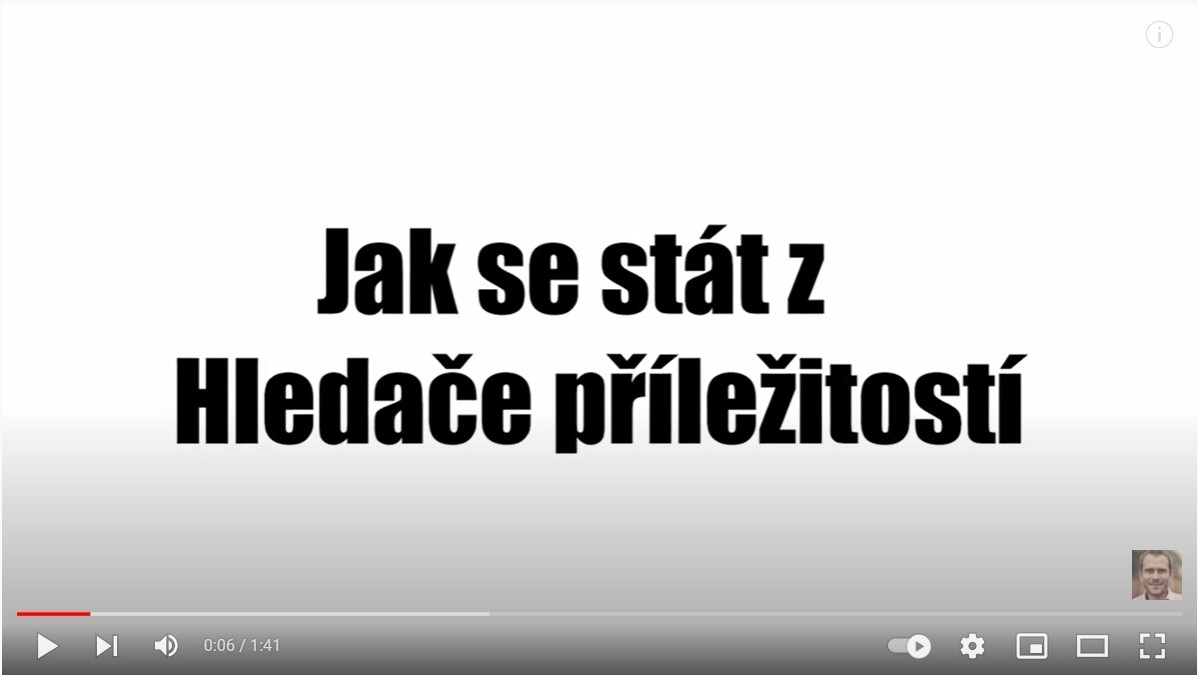 Jak se stát z
Hledače příležitostí
0:06 / 1:41